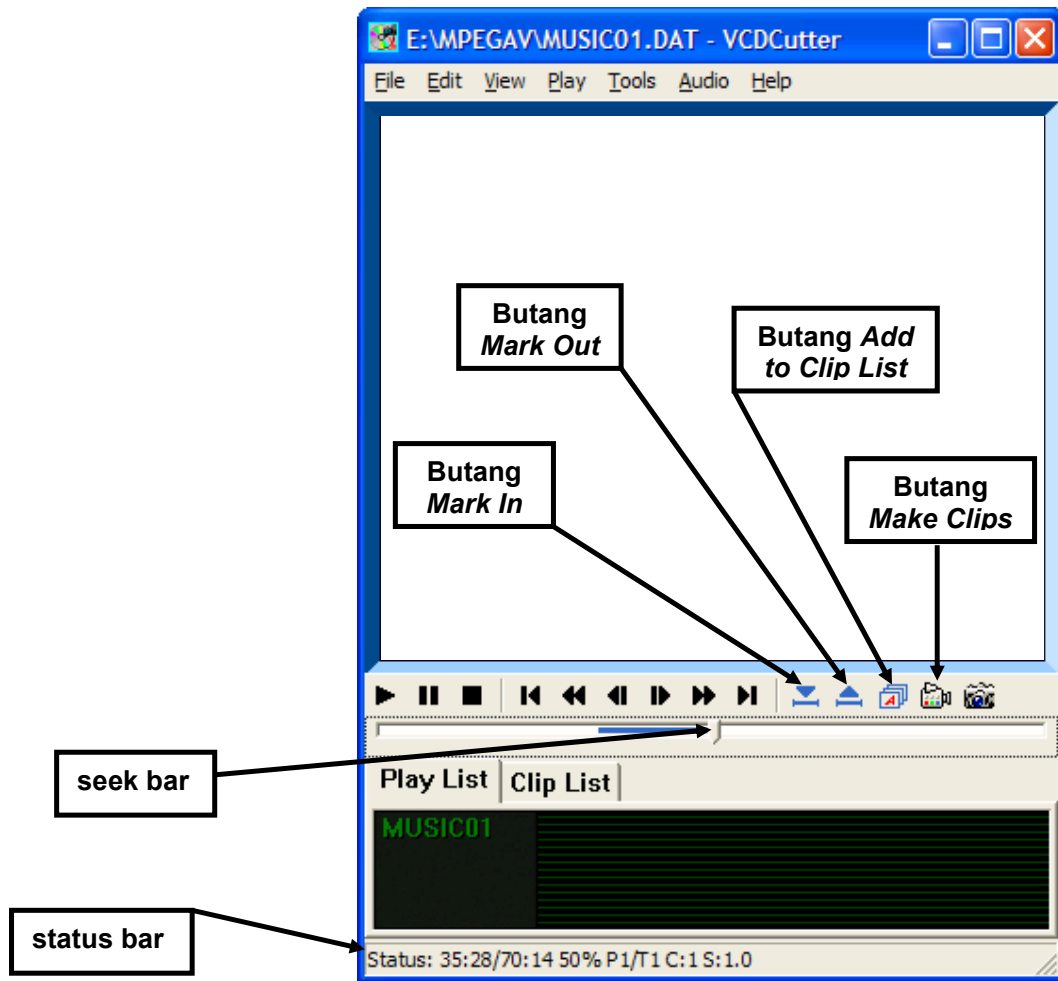 E:\MPEGAV\MUSIC01.DAT - VCDCutter
File Edit View Play Tools Audio Help
Butang
Mark Out
Butang Add
to Clip List
Butang
Mark In
Butang
Make Clips
seek bar
Play List Clip List
MUSIC01
status bar
Status: 35:28/70:14 50% P1/T1 C:1 S:1.0